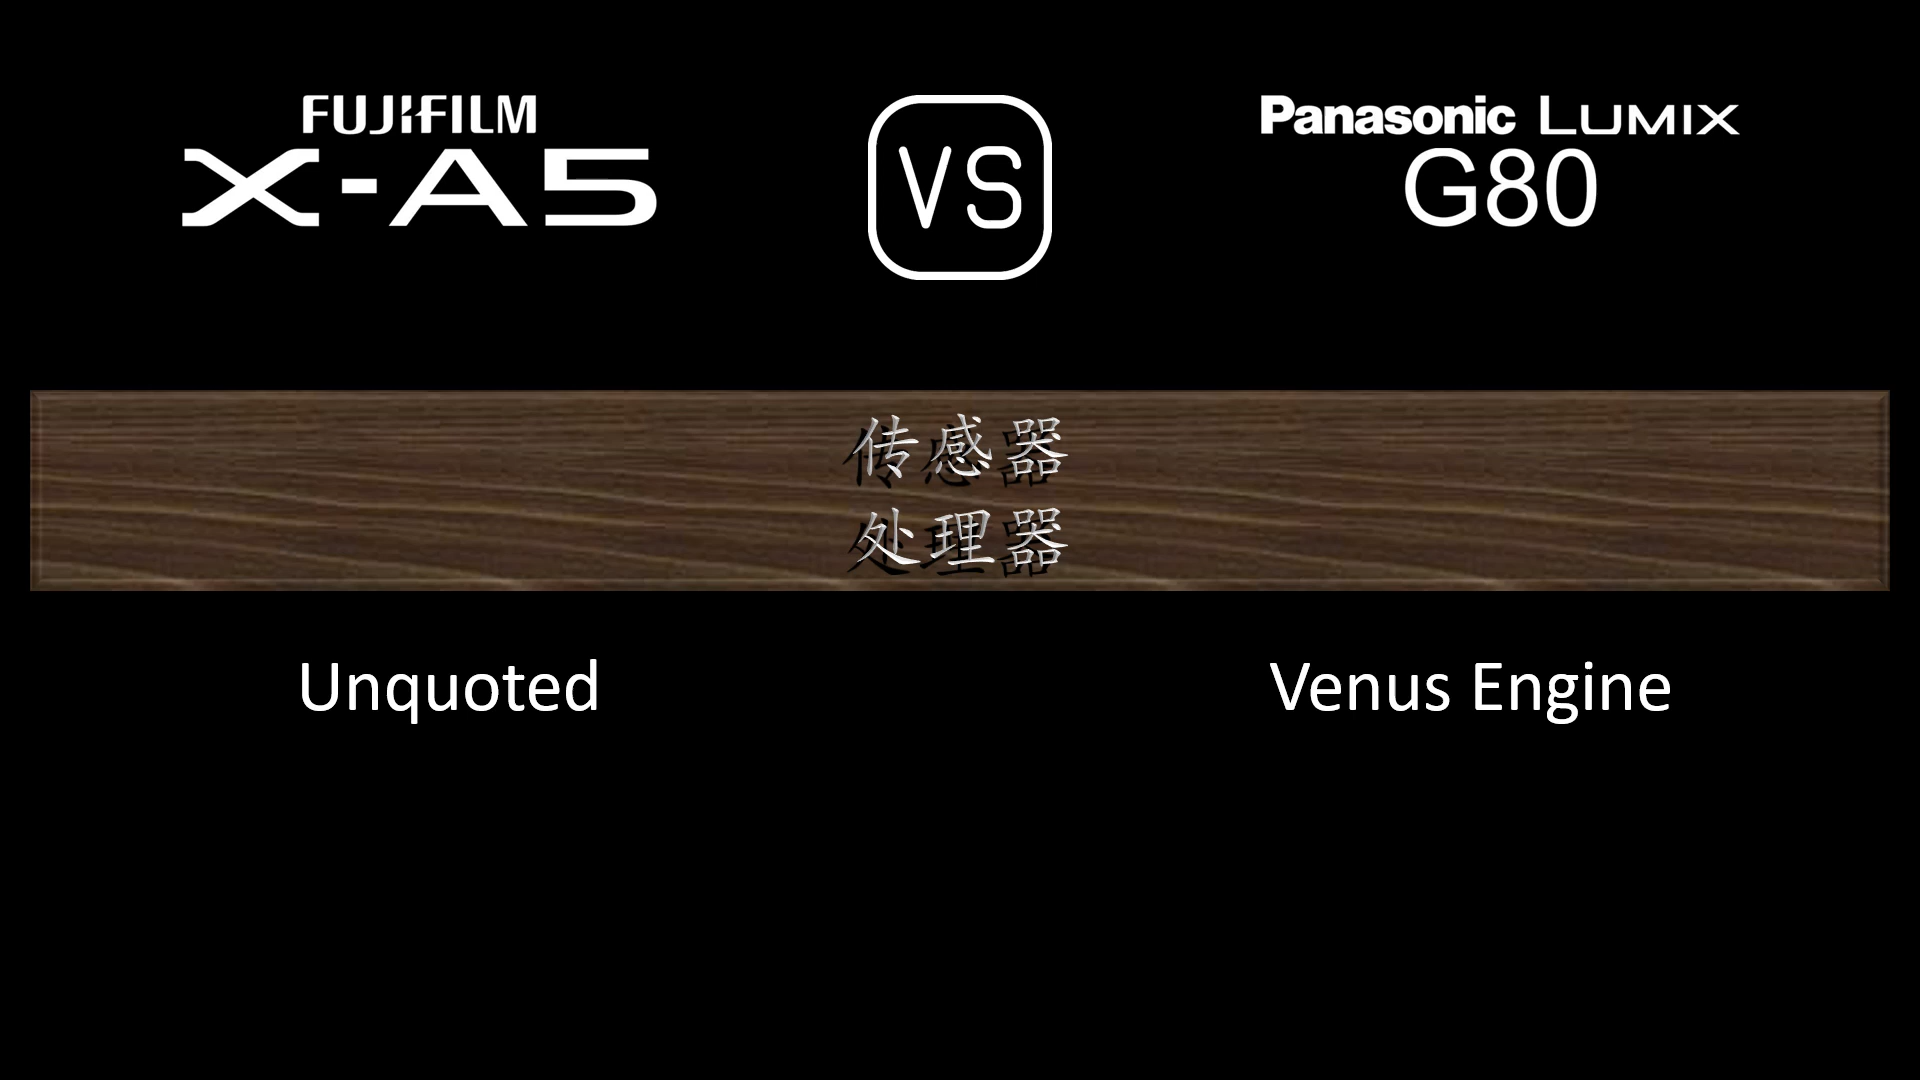 FUJIFILM
X-A5
VS
Panasonic LUMIX
G80
传感器
处理器
Unquoted
Venus Engine